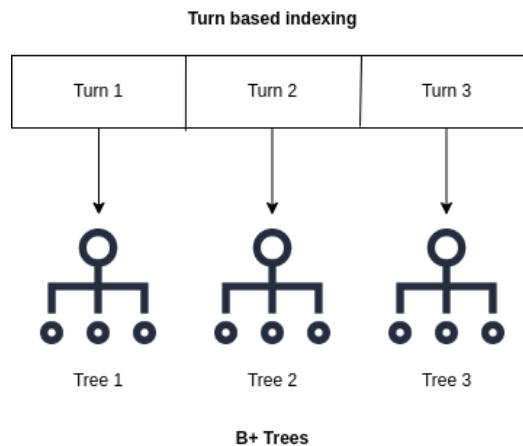 Turn based indexing
Turn 1 Turn 2 Turn 3
Tree 1 Tree 2 Tree 3
B+ Trees